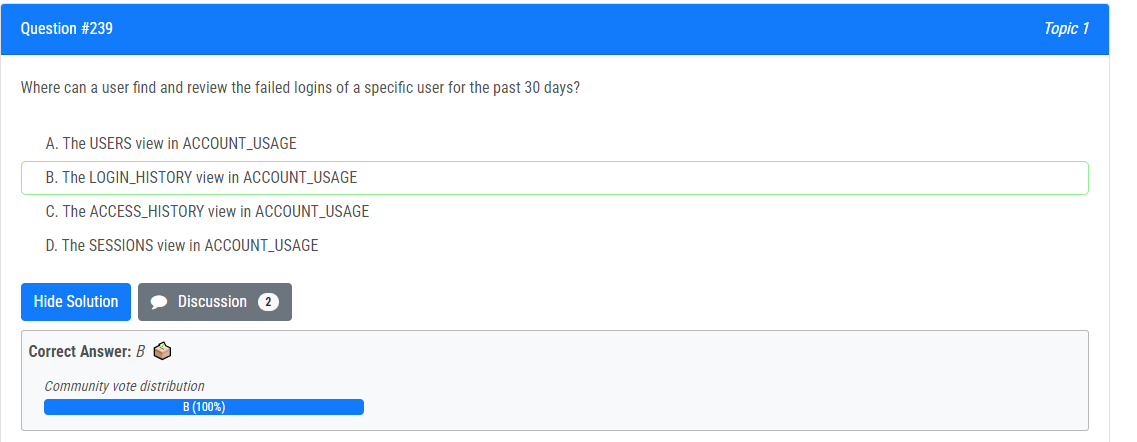 Question #239
Topic 1
Where can a user find and review the failed logins of a specific user for the past 30 days?
A. The USERS view in ACCOUNT_USAGE
B. The LOGIN_HISTORY view in ACCOUNT_USAGE
C. The ACCESS_HISTORY view in ACCOUNT_USAGE
D. The SESSIONS view in ACCOUNT_USAGE
Hide Solution
Discussion 2
Correct Answer: B
Community vote distribution
B (100%)